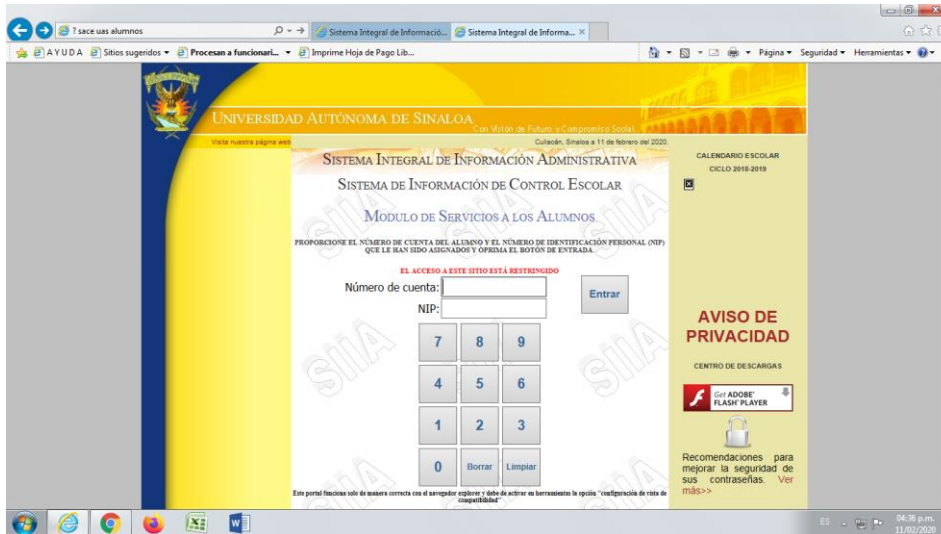 ? sace uas alumnos
Sistema Integral de Informació...
Sistema Integral de Informa...
A Y U D A
Sitios sugeridos
Procesan a funcionari...
Imprime Hoja de Pago Lib...
Página
Seguridad
Herramientas
UNIVERSIDAD AUTÓNOMA DE SINALOA
Con Visión de Futuro y Compromiso Social
Visita nuestra página web
Culiacán, Sinaloa a 11 de febrero del 2020.
SISTEMA INTEGRAL DE INFORMACIÓN ADMINISTRATIVA
SISTEMA DE INFORMACIÓN DE CONTROL ESCOLAR
MODULO DE SERVICIOS A LOS ALUMNOS
PROPORCIONE EL NÚMERO DE CUENTA DEL ALUMNO Y EL NÚMERO DE IDENTIFICACIÓN PERSONAL (NIP)
QUE LE HAN SIDO ASIGNADOS Y OPRIMA EL BOTÓN DE ENTRADA.
EL ACCESO A ESTE SITIO ESTÁ RESTRINGIDO
Número de cuenta:
NIP:
Entrar
7 8 9
4 5 6
1 2 3
0 Borrar Limpiar
Este portal funciona solo de manera correcta con el navegador explorer y debe de activar en herramientas la opción "configuración de vista de
compatibilidad"
SIIA
SIIA
SIIA
SIIA
CALENDARIO ESCOLAR
CICLO 2018-2019
AVISO DE
PRIVACIDAD
CENTRO DE DESCARGAS
Get ADOBE®
FLASH® PLAYER
Recomendaciones para
mejorar la seguridad de
sus contraseñas. Ver
más>>
ES
04:36 p.m.
11/02/2020